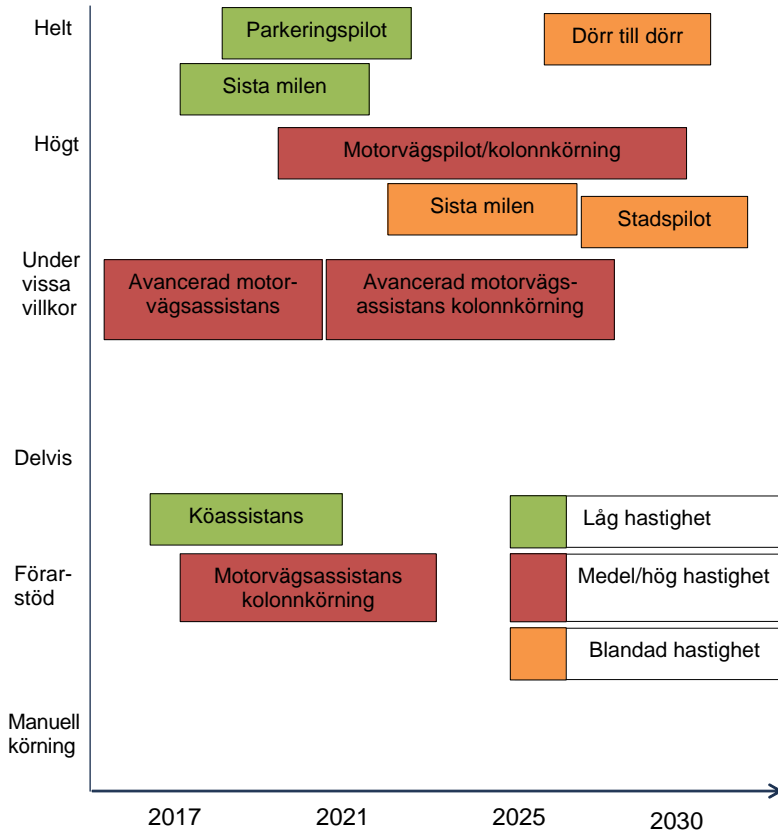 Helt
Parkeringspilot
Dörr till dörr
Sista milen
Högt
Motorvägspilot/kolonnkörning
Sista milen
Stadspilot
Under
vissa
villkor
Avancerad motor-
vägsassistans
Avancerad motorvägs-
assistans kolonnkörning
Delvis
Köassistans
Låg hastighet
Förar-
stöd
Motorvägsassistans
kolonnkörning
Medel/hög hastighet
Blandad hastighet
Manuell
körning
2017
2021
2025
2030